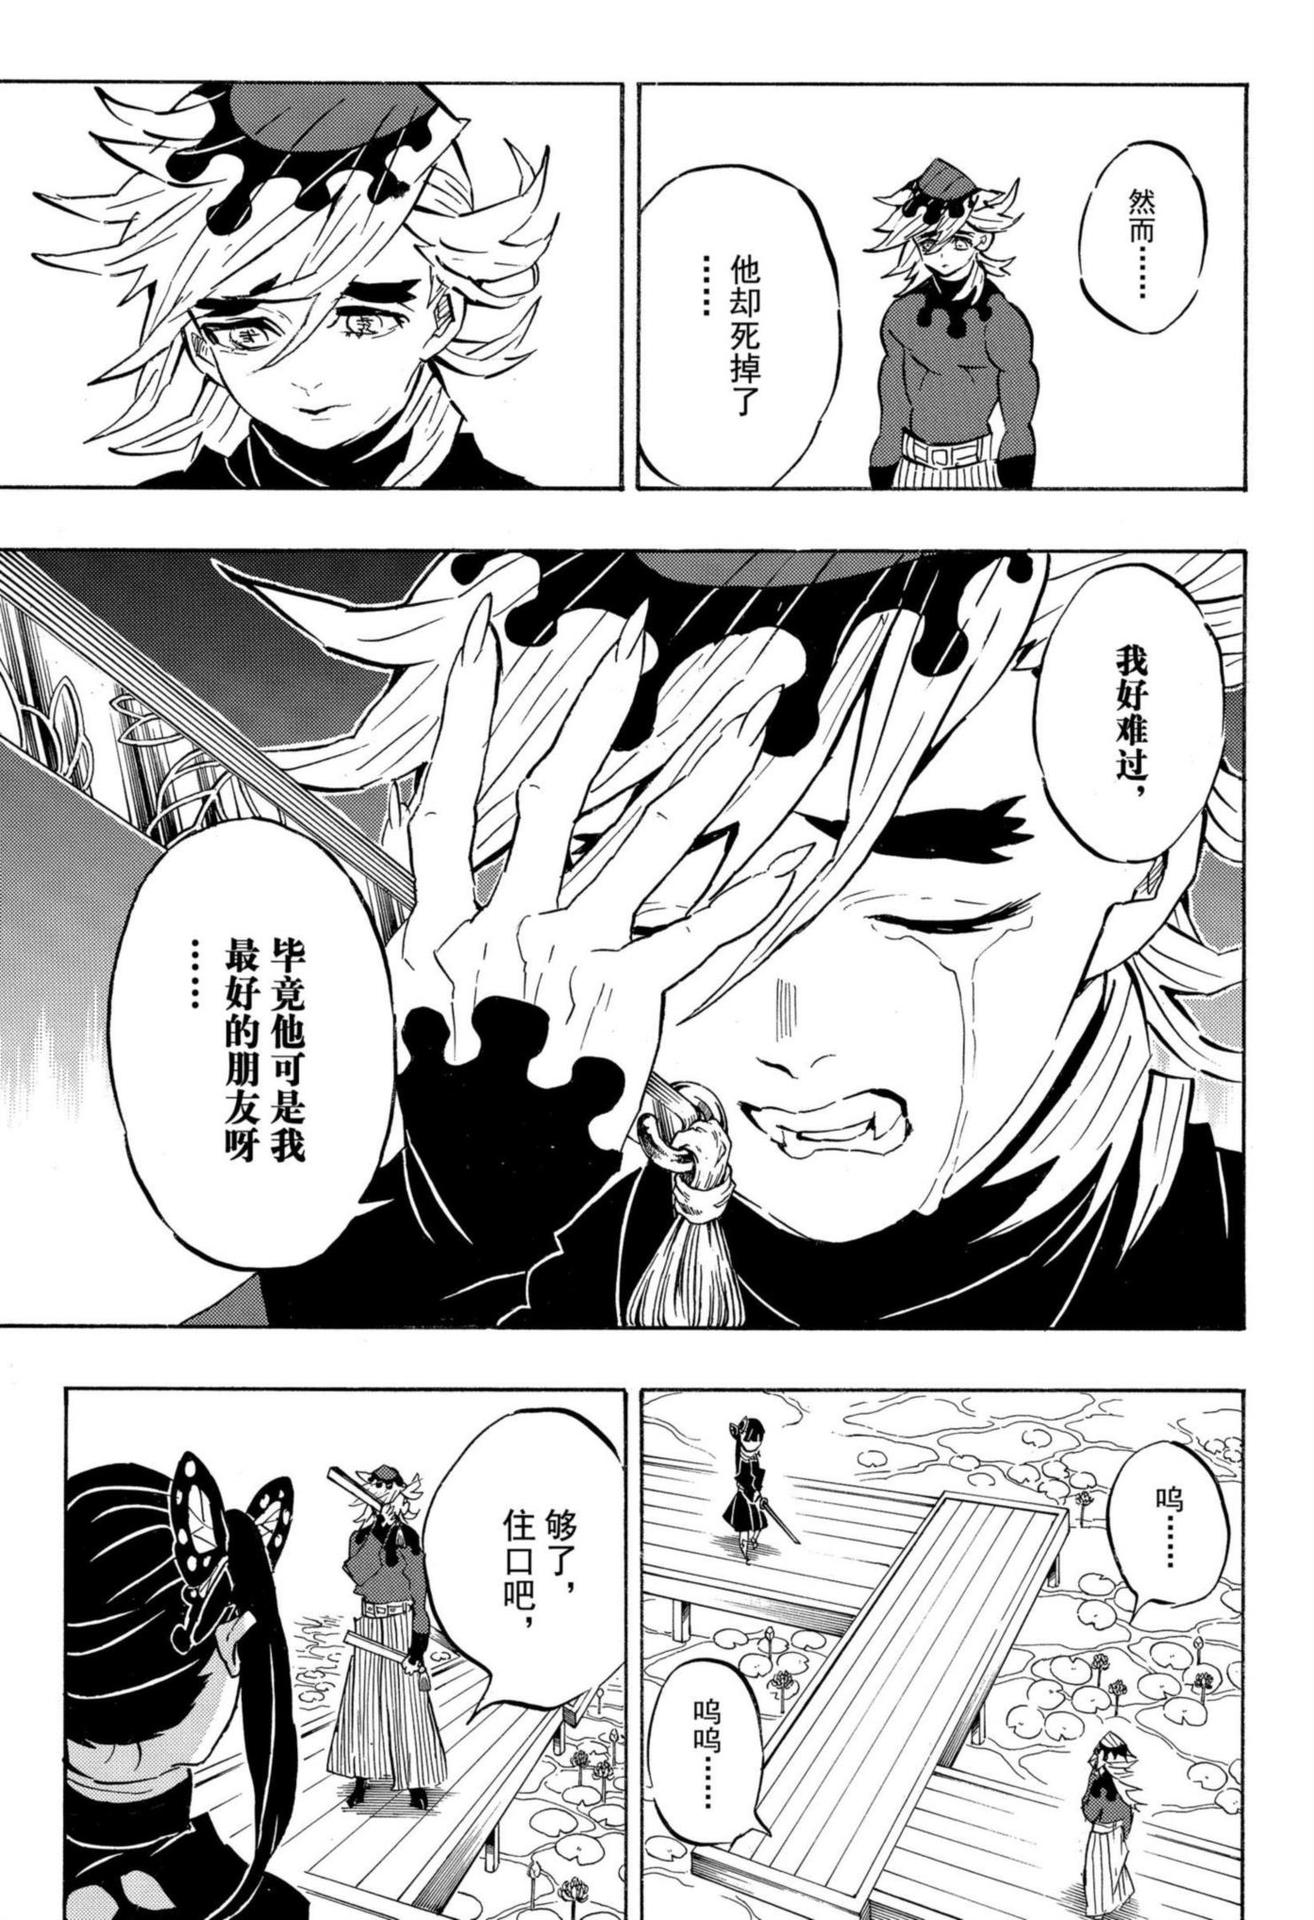 然而……
他却死掉了
……
我好难过，
毕竟他可是我
最好的朋友呀
……
呜……
呜呜……
够了，
住口吧，